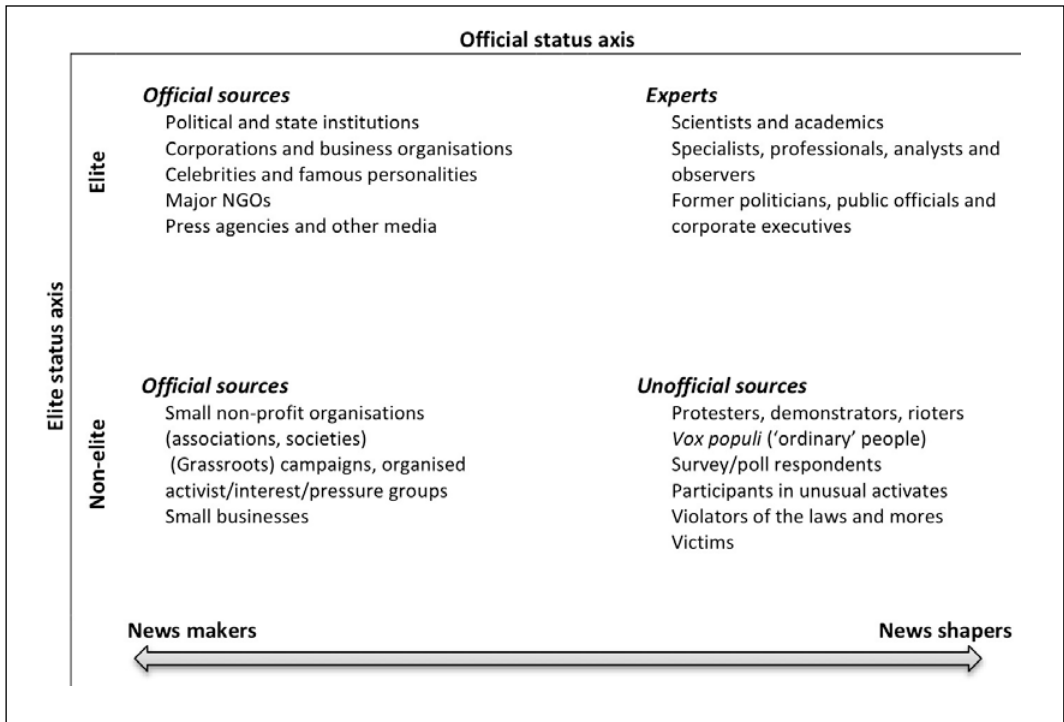 Official status axis
Elite status axis
Elite
Official sources
Political and state institutions
Corporations and business organisations
Celebrities and famous personalities
Major NGOs
Press agencies and other media
Experts
Scientists and academics
Specialists, professionals, analysts and
observers
Former politicians, public officials and
corporate executives
Non-elite
Official sources
Small non-profit organisations
(associations, societies)
(Grassroots) campaigns, organised
activist/interest/pressure groups
Small businesses
Unofficial sources
Protesters, demonstrators, rioters
Vox populi (‘ordinary’ people)
Survey/poll respondents
Participants in unusual activates
Violators of the laws and mores
Victims
News makers
News shapers